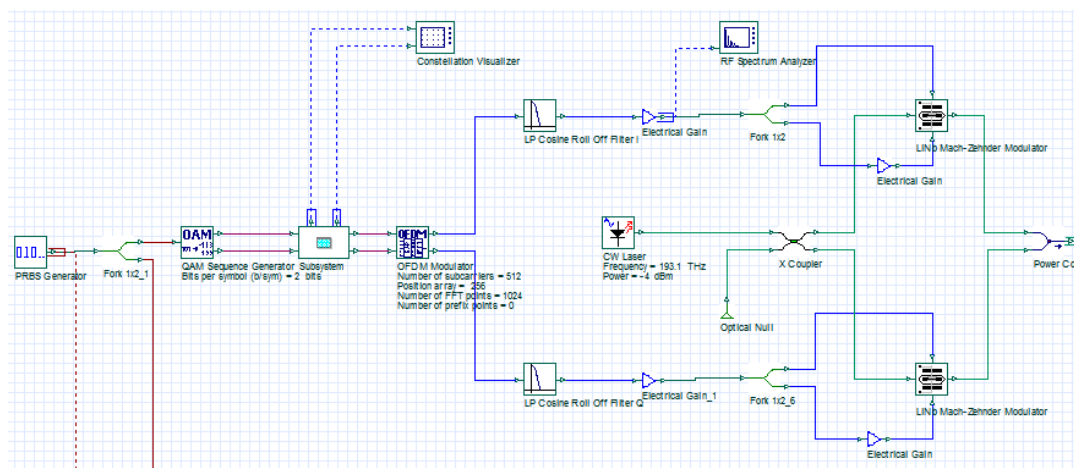 Constellation Visualizer
RF Spectrum Analyzer
LP Cosine Roll Off Filter I
Electrical Gain
Fork 1x2
LiNb Mach-Zehnder Modulator
Electrical Gain
010..
PRBS Generator
Fork 1x2_1
QAM
QAM Sequence Generator
Bits per symbol (b/sym) = 2 bits
Subsystem
OFDM
OFDM Modulator
Number of subcarriers = 512
Position array = 256
Number of FFT points = 1024
Number of prefix points = 0
CW Laser
Frequency = 193.1 THz
Power = -4 dBm
X Coupler
Power Co
Optical Null
LP Cosine Roll Off Filter Q
Electrical Gain_1
Fork 1x2_6
LiNb Mach-Zehnder Modulator
Electrical Gain